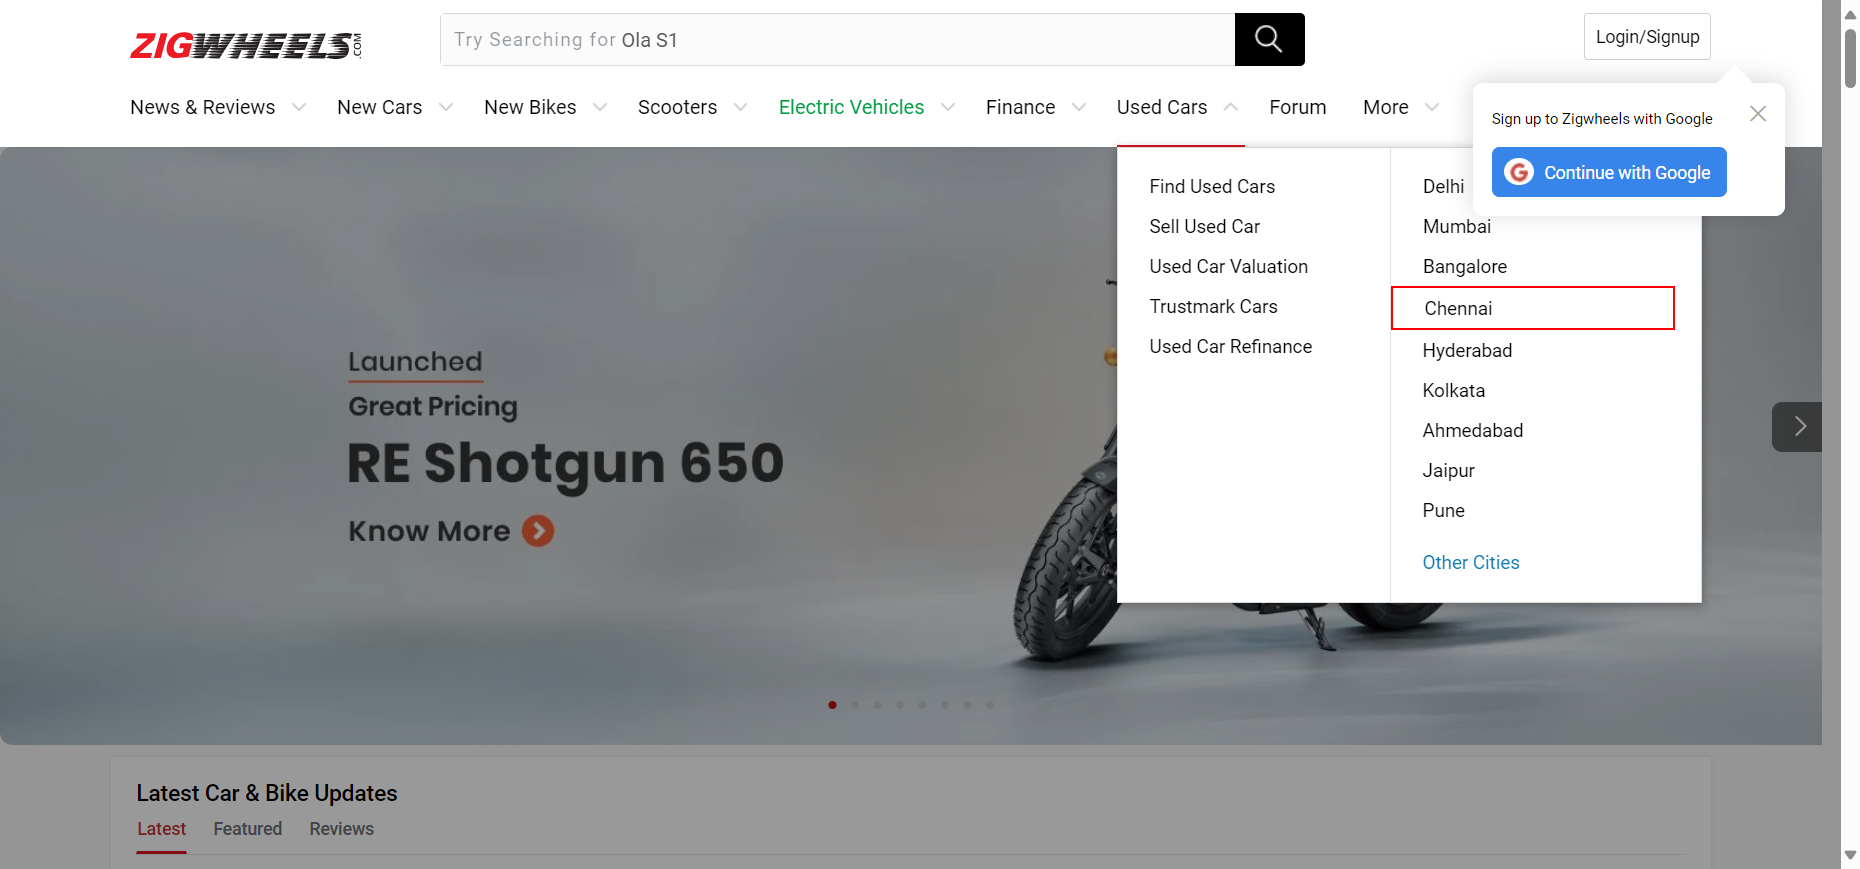 ZIGWHEELS.COM
Try Searching for Ola S1
Login/Signup
News & Reviews
New Cars
New Bikes
Scooters
Electric Vehicles
Finance
Used Cars
Forum
More
Sign up to Zigwheels with Google
Continue with Google
Find Used Cars
Sell Used Car
Used Car Valuation
Trustmark Cars
Used Car Refinance
Delhi
Mumbai
Bangalore
Chennai
Hyderabad
Kolkata
Ahmedabad
Jaipur
Pune
Other Cities
Launched
Great Pricing
RE Shotgun 650
Know More
Latest Car & Bike Updates
Latest
Featured
Reviews